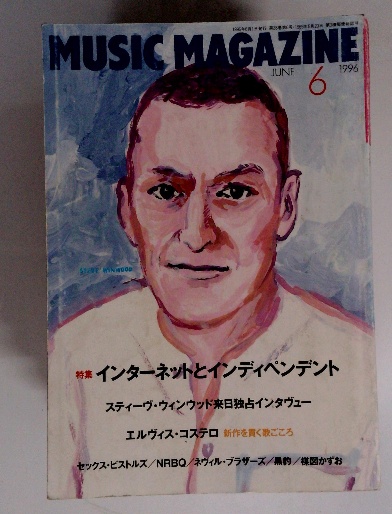 MUSIC MAGAZINE
JUNE 6 1996
特集 インターネットとインディペンデント
スティーヴ・ウィンウッド来日独占インタヴュー
エルヴィス・コステロ 新作を貫く歌ごころ
セックス・ピストルズ／NRBQ／ネヴィル・ブラザーズ／黒豹／楳図かずお